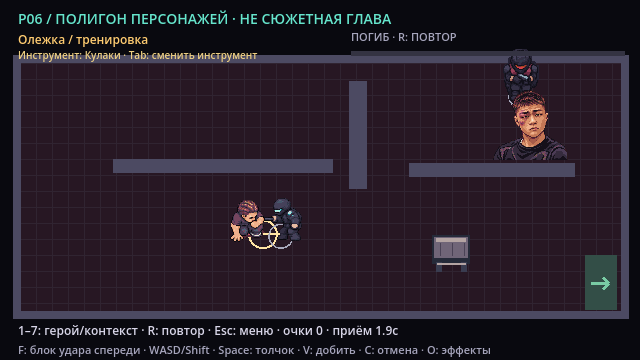 P06 / ПОЛИГОН ПЕРСОНАЖЕЙ · НЕ СЮЖЕТНАЯ ГЛАВА
Олежка / тренировка
ПОГИБ · R: ПОВТОР
Инструмент: Кулаки · Tab: сменить инструмент
1–7: герой/контекст · R: повтор · Esc: меню · очки 0 · приём 1.9с
F: блок удара спереди · WASD/Shift · Space: толчок · V: добить · C: отмена · O: эффекты